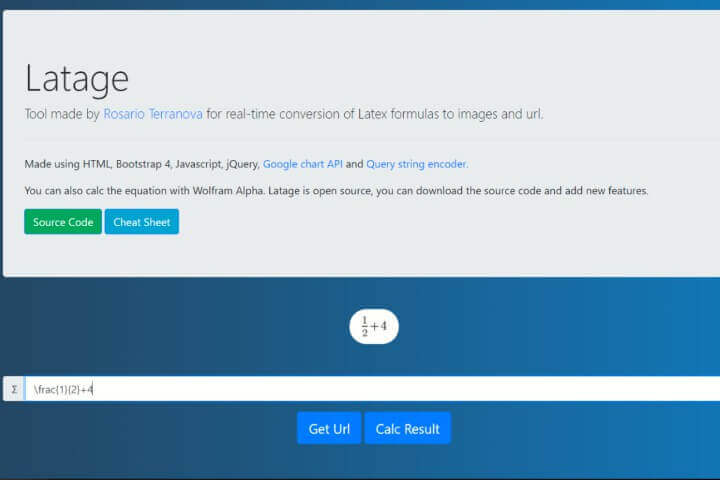 Latage
Tool made by Rosario Terranova for real-time conversion of Latex formulas to images and url.
Made using HTML, Bootstrap 4, Javascript, jQuery, Google chart API and Query string encoder.
You can also calc the equation with Wolfram Alpha. Latage is open source, you can download the source code and add new features.
Source Code Cheat Sheet
1/2+4
Σ \frac{1}{2}+4
Get Url Calc Result